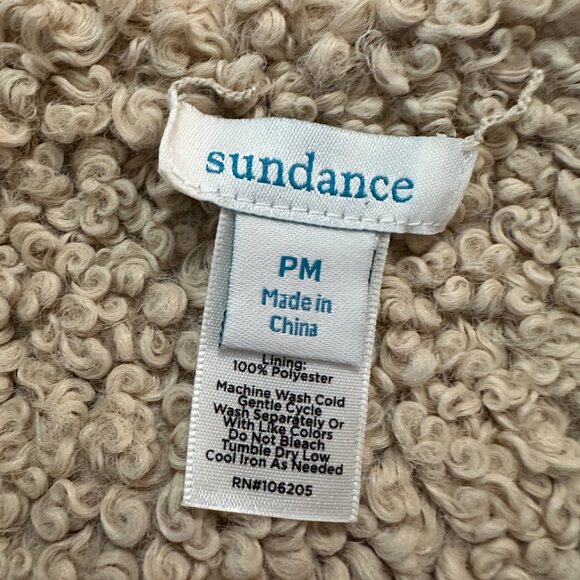 sundance
PM
Made in
China
Lining:
100% Polyester
Machine Wash Cold
Gentle Cycle
Wash Separately Or
With Like Colors
Do Not Bleach
Tumble Dry Low
Cool Iron As Needed
RN#106205